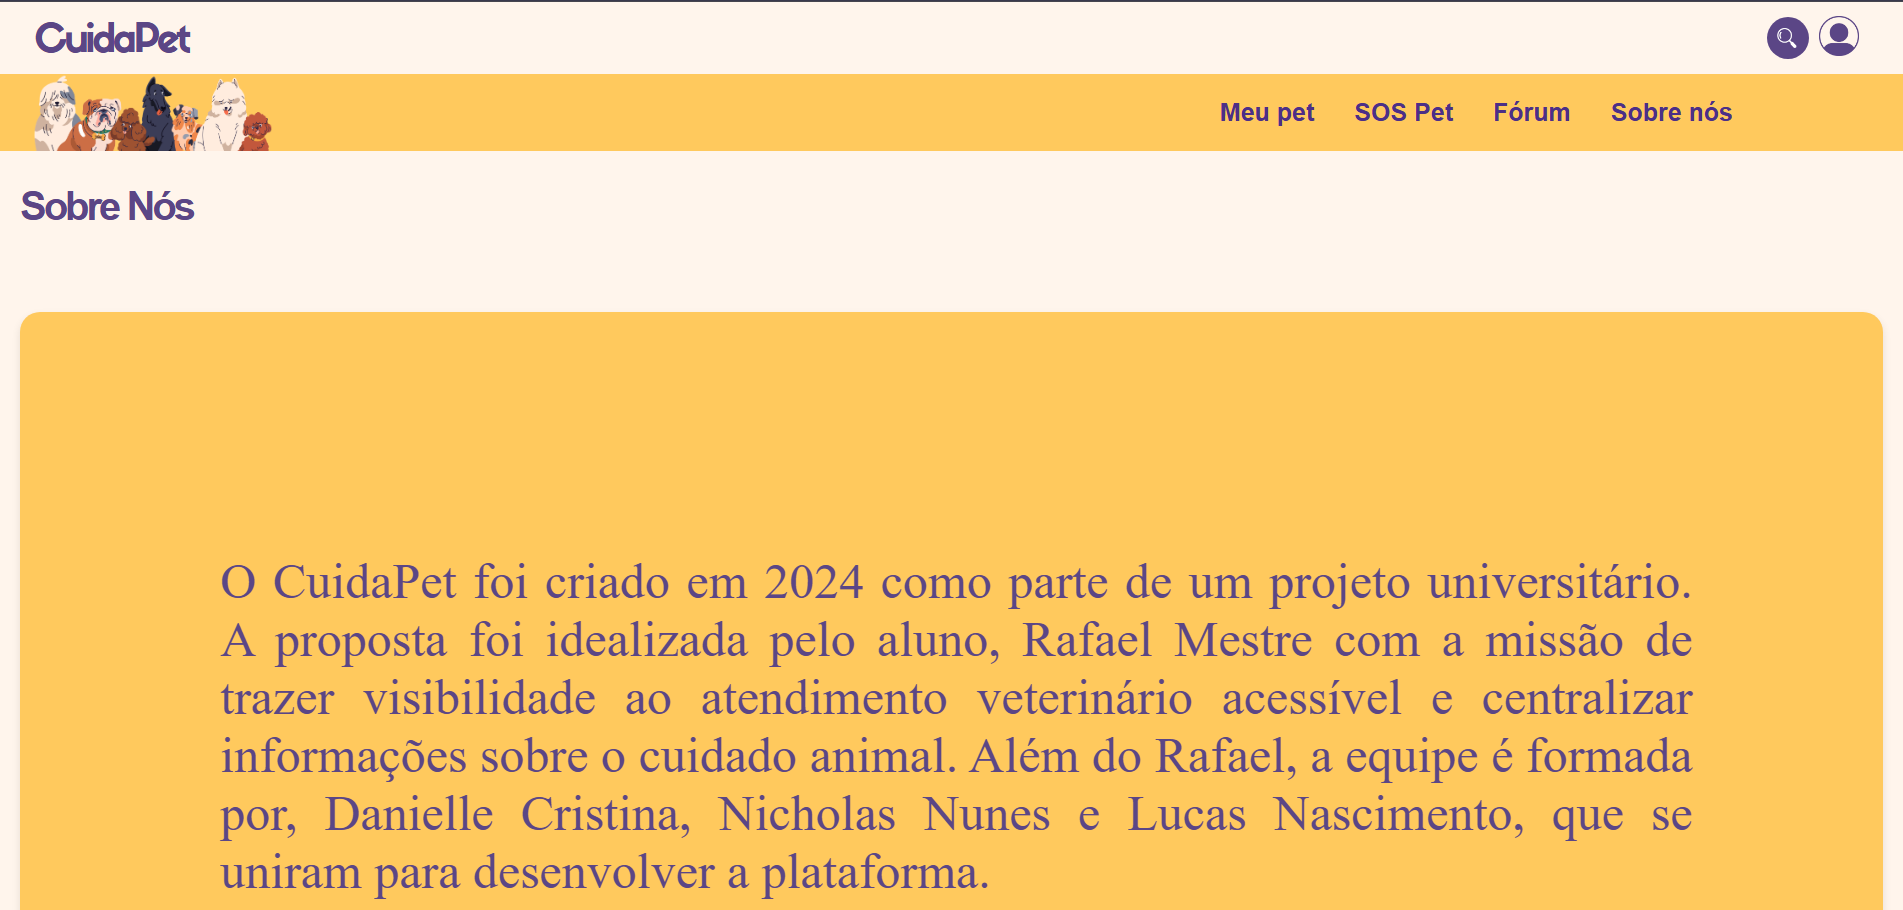 CuidaPet
Meu pet SOS Pet Fórum Sobre nós
Sobre Nós
O CuidaPet foi criado em 2024 como parte de um projeto universitário.
A proposta foi idealizada pelo aluno, Rafael Mestre com a missão de
trazer visibilidade ao atendimento veterinário acessível e centralizar
informações sobre o cuidado animal. Além do Rafael, a equipe é formada
por, Danielle Cristina, Nicholas Nunes e Lucas Nascimento, que se
uniram para desenvolver a plataforma.